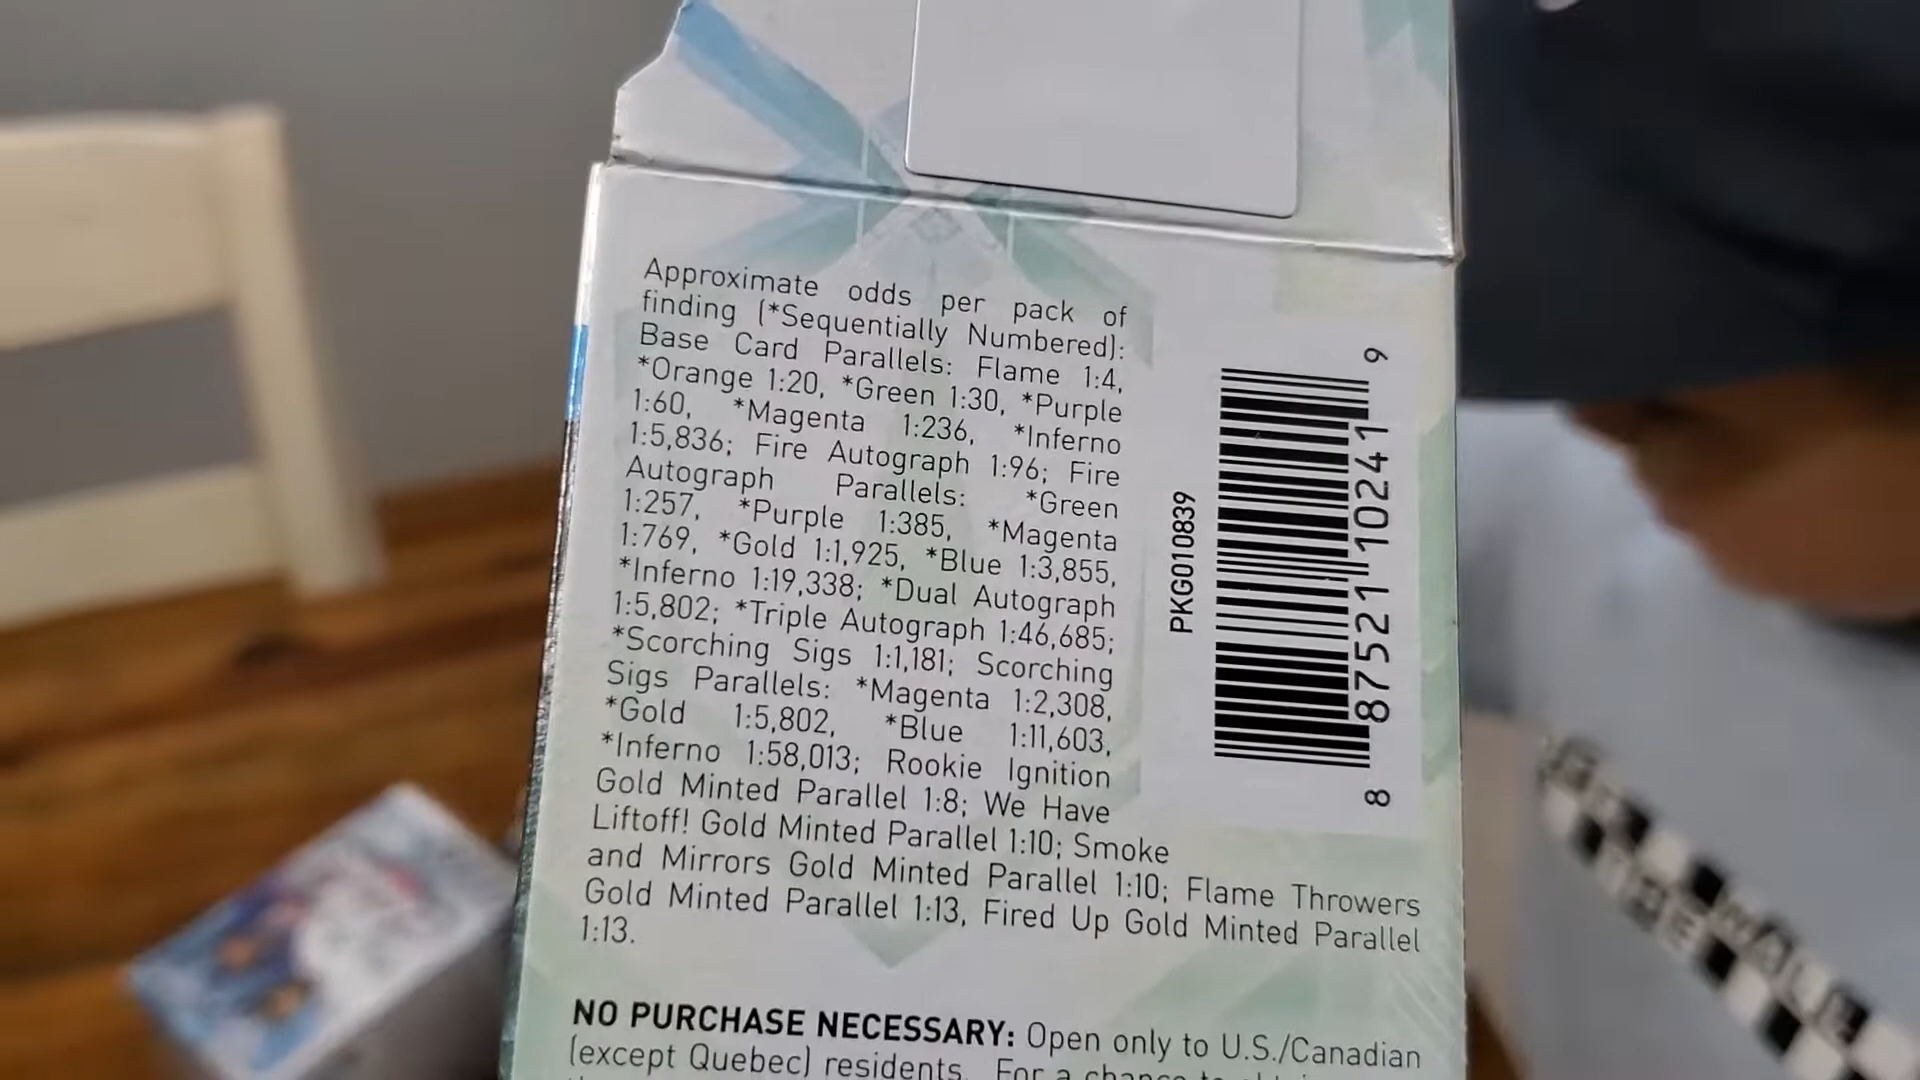 Approximate odds per pack of
finding (*Sequentially Numbered):
Base Card Parallels: Flame 1:4,
*Orange 1:20, *Green 1:30, *Purple
1:60, *Magenta 1:236, *Inferno
1:5,836; Fire Autograph 1:96; Fire
Autograph Parallels: *Green
1:257, *Purple 1:385, *Magenta
1:769, *Gold 1:1,925, *Blue 1:3,855,
*Inferno 1:19,338; *Dual Autograph
1:5,802; *Triple Autograph 1:46,685;
*Scorching Sigs 1:1,181; Scorching
Sigs Parallels: *Magenta 1:2,308,
*Gold 1:5,802, *Blue 1:11,603,
*Inferno 1:58,013; Rookie Ignition
Gold Minted Parallel 1:8; We Have
Liftoff! Gold Minted Parallel 1:10; Smoke
and Mirrors Gold Minted Parallel 1:10; Flame Throwers
Gold Minted Parallel 1:13, Fired Up Gold Minted Parallel
1:13.
NO PURCHASE NECESSARY: Open only to U.S./Canadian
(except Quebec) residents. For a chance to
PKG010839
8 87521 10241 9